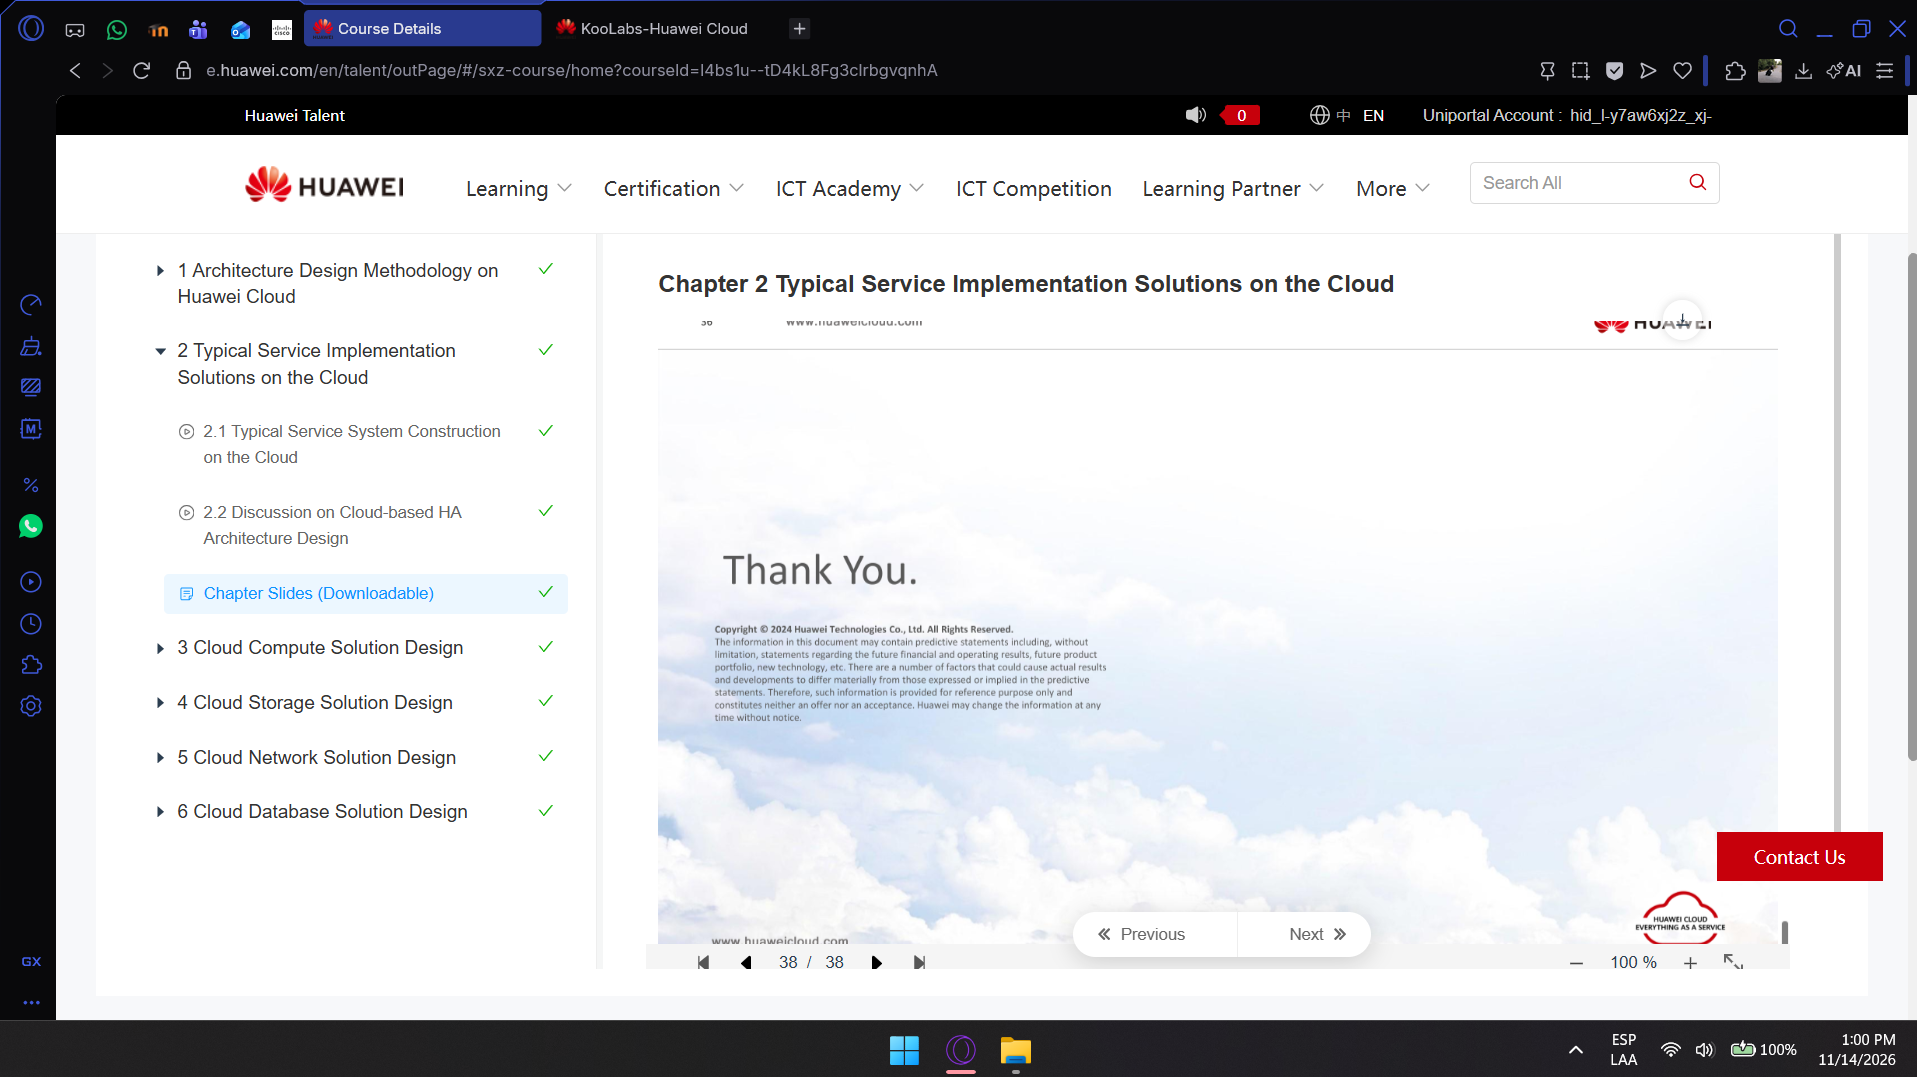 Course Details
KooLabs-Huawei Cloud
e.huawei.com/en/talent/outPage/#/sxz-course/home?courseId=I4bs1u--tD4kL8Fg3clrbgvqnhA
AI
Huawei Talent
0
中 EN
Uniportal Account : hid_l-y7aw6xj2z_xj-
HUAWEI
Learning
Certification
ICT Academy
ICT Competition
Learning Partner
More
Search All
1 Architecture Design Methodology on
Huawei Cloud
2 Typical Service Implementation
Solutions on the Cloud
2.1 Typical Service System Construction
on the Cloud
2.2 Discussion on Cloud-based HA
Architecture Design
Chapter Slides (Downloadable)
3 Cloud Compute Solution Design
4 Cloud Storage Solution Design
5 Cloud Network Solution Design
6 Cloud Database Solution Design
Chapter 2 Typical Service Implementation Solutions on the Cloud
36
www.huaweicloud.com
HUAWEI
Thank You.
Copyright © 2024 Huawei Technologies Co., Ltd. All Rights Reserved.
The information in this document may contain predictive statements including, without
limitation, statements regarding the future financial and operating results, future product
portfolio, new technology, etc. There are a number of factors that could cause actual results
and developments to differ materially from those expressed or implied in the predictive
statements. Therefore, such information is provided for reference purpose only and
constitutes neither an offer nor an acceptance. Huawei may change the information at any
time without notice.
www.huaweicloud.com
HUAWEI CLOUD
EVERYTHING AS A SERVICE
Contact Us
Previous
Next
38 / 38
100 %
GX
ESP
LAA
100%
1:00 PM
11/14/2026